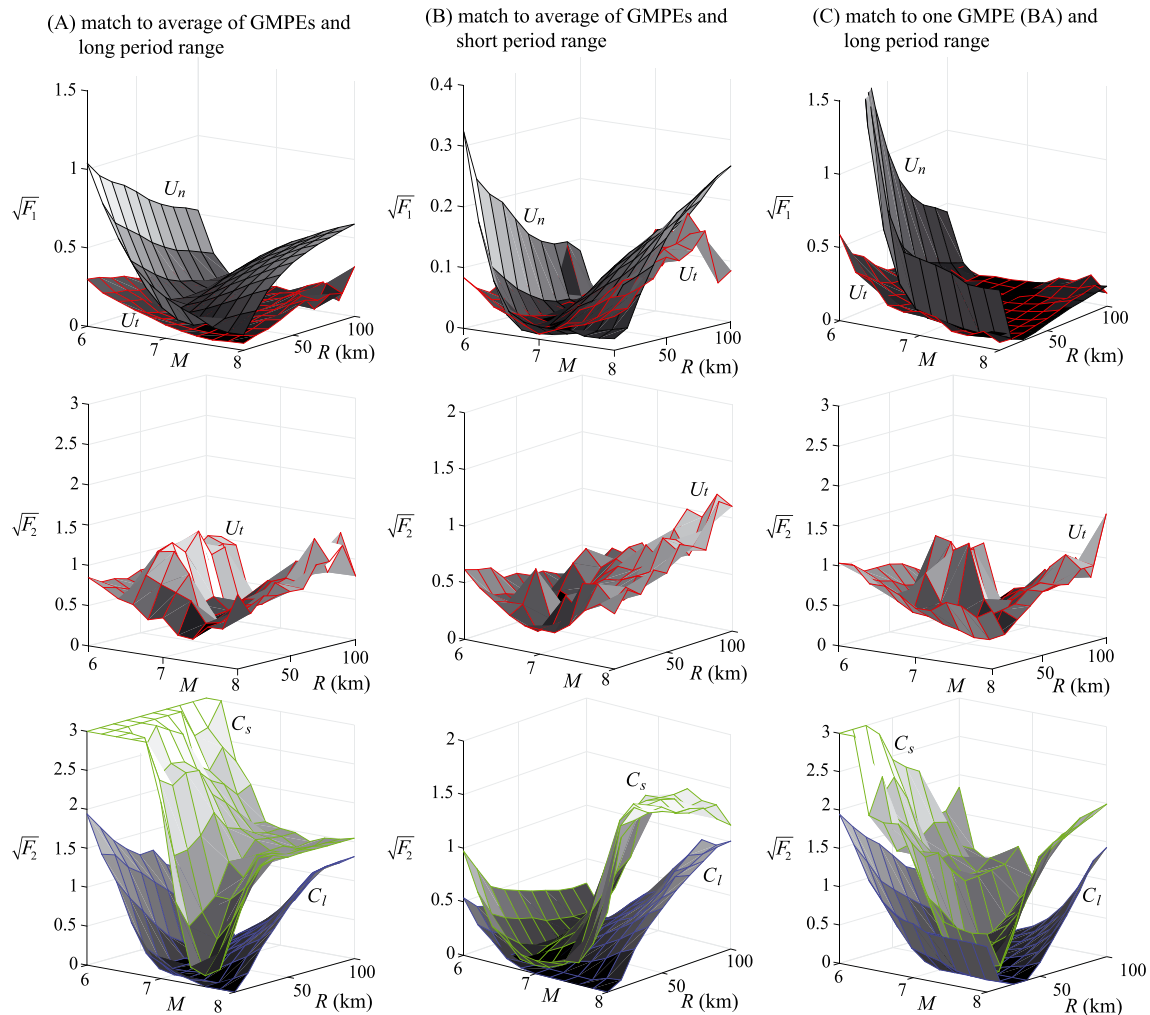 (A) match to average of GMPEs and
long period range
(B) match to average of GMPEs and
short period range
(C) match to one GMPE (BA) and
long period range
1.5
1
0.5
0
√F1
Un
Ut
6
7
8
M
50
100
R (km)
0.4
0.3
0.2
0.1
0
√F1
Un
Ut
6
7
8
M
50
100
R (km)
1.5
1
0.5
0
√F1
Un
Ut
6
7
8
M
50
100
R (km)
3
2.5
2
1.5
1
0.5
0
√F2
Ut
6
7
8
M
50
100
R (km)
2
1.5
1
0.5
0
√F2
Ut
6
7
8
M
50
100
R (km)
3
2.5
2
1.5
1
0.5
0
√F2
Ut
6
7
8
M
50
100
R (km)
3
2.5
2
1.5
1
0.5
0
√F2
Cs
Cl
6
7
8
M
50
100
R (km)
2
1.5
1
0.5
0
√F2
Cs
Cl
6
7
8
M
50
100
R (km)
3
2.5
2
1.5
1
0.5
0
√F2
Cs
Cl
6
7
8
M
50
100
R (km)